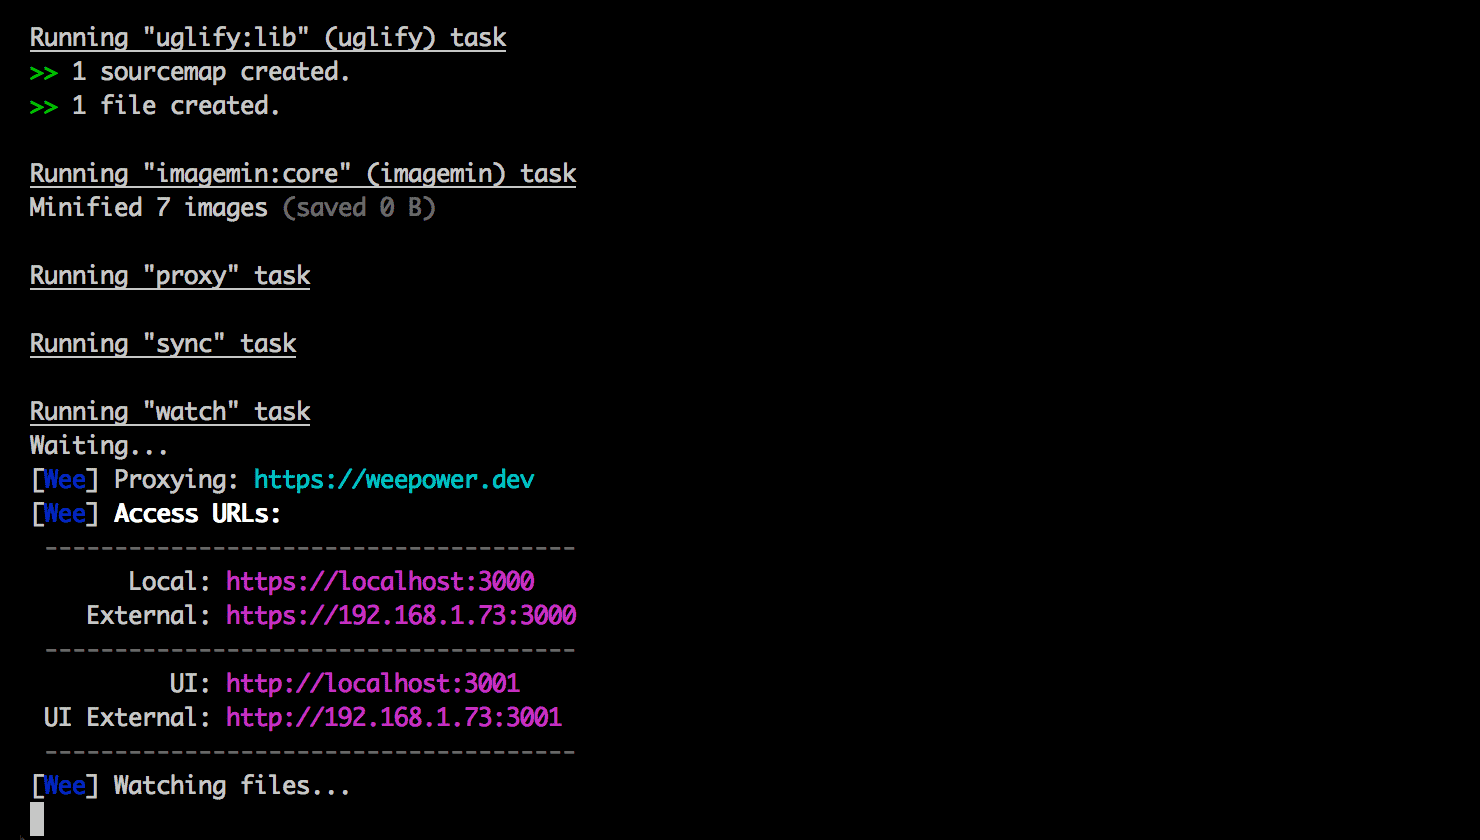 Running "uglify:lib" (uglify) task
>> 1 sourcemap created.
>> 1 file created.
Running "imagemin:core" (imagemin) task
Minified 7 images (saved 0 B)
Running "proxy" task
Running "sync" task
Running "watch" task
Waiting...
[Wee] Proxying: https://weepower.dev
[Wee] Access URLs:
--------------------------------------
Local: https://localhost:3000
External: https://192.168.1.73:3000
--------------------------------------
UI: http://localhost:3001
UI External: http://192.168.1.73:3001
--------------------------------------
[Wee] Watching files...